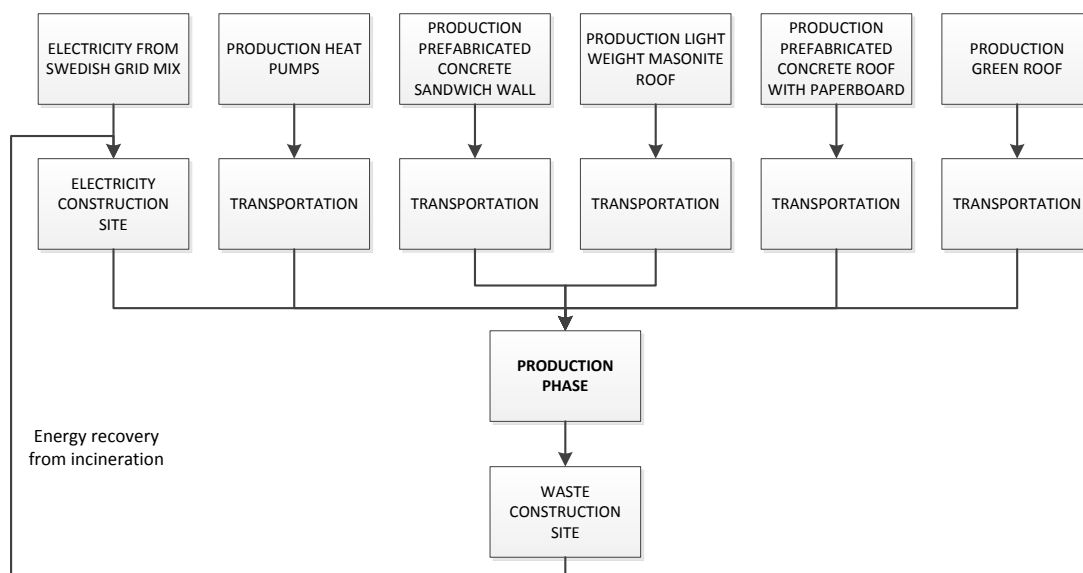 ELECTRICITY FROM
SWEDISH GRID MIX
PRODUCTION HEAT
PUMPS
PRODUCTION
PREFABRICATED
CONCRETE
SANDWICH WALL
PRODUCTION LIGHT
WEIGHT MASONITE
ROOF
PRODUCTION
PREFABRICATED
CONCRETE ROOF
WITH PAPERBOARD
PRODUCTION
GREEN ROOF
ELECTRICITY
CONSTRUCTION
SITE
TRANSPORTATION
TRANSPORTATION
TRANSPORTATION
TRANSPORTATION
TRANSPORTATION
PRODUCTION
PHASE
Energy recovery
from incineration
WASTE
CONSTRUCTION
SITE